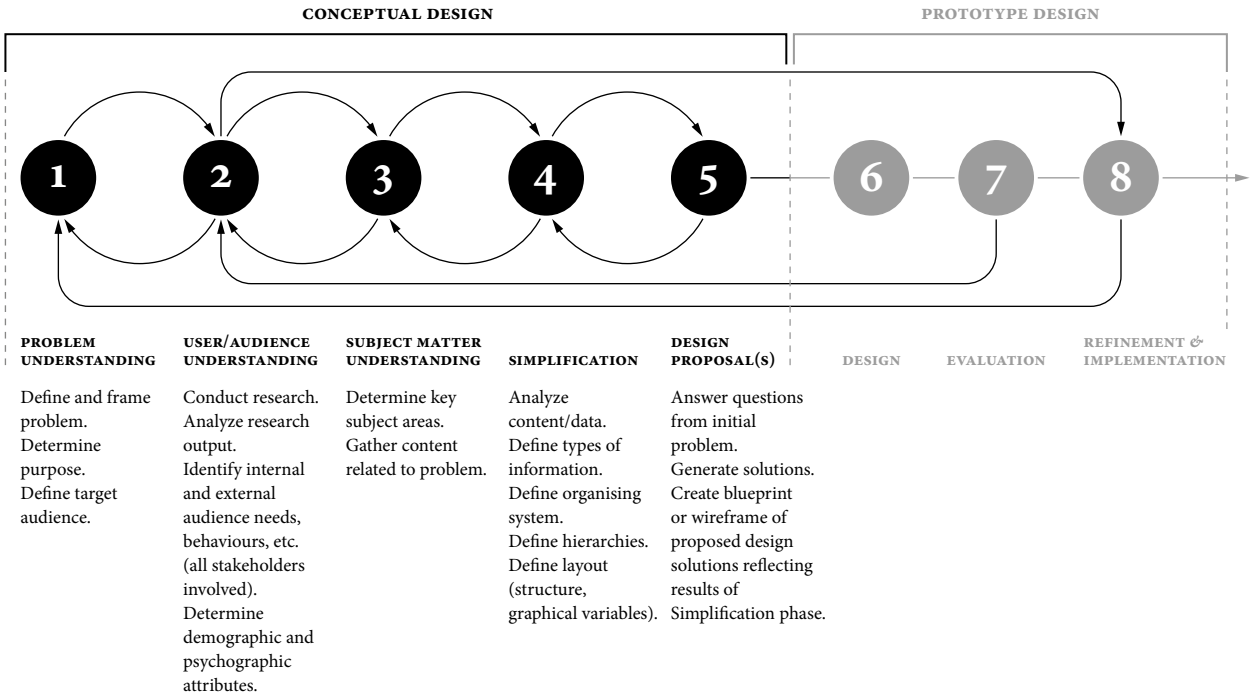 CONCEPTUAL DESIGN
PROTOTYPE DESIGN
1
2
3
4
5
6
7
8
PROBLEM
UNDERSTANDING
Define and frame
problem.
Determine
purpose.
Define target
audience.
USER/AUDIENCE
UNDERSTANDING
Conduct research.
Analyze research
output.
Identify internal
and external
audience needs,
behaviours, etc.
(all stakeholders
involved).
Determine
demographic and
psychographic
attributes.
SUBJECT MATTER
UNDERSTANDING
Determine key
subject areas.
Gather content
related to problem.
SIMPLIFICATION
Analyze
content/data.
Define types of
information.
Define organising
system.
Define hierarchies.
Define layout
(structure,
graphical variables).
DESIGN
PROPOSAL(S)
Answer questions
from initial
problem.
Generate solutions.
Create blueprint
or wireframe of
proposed design
solutions reflecting
results of
Simplification phase.
DESIGN
EVALUATION
REFINEMENT &
IMPLEMENTATION